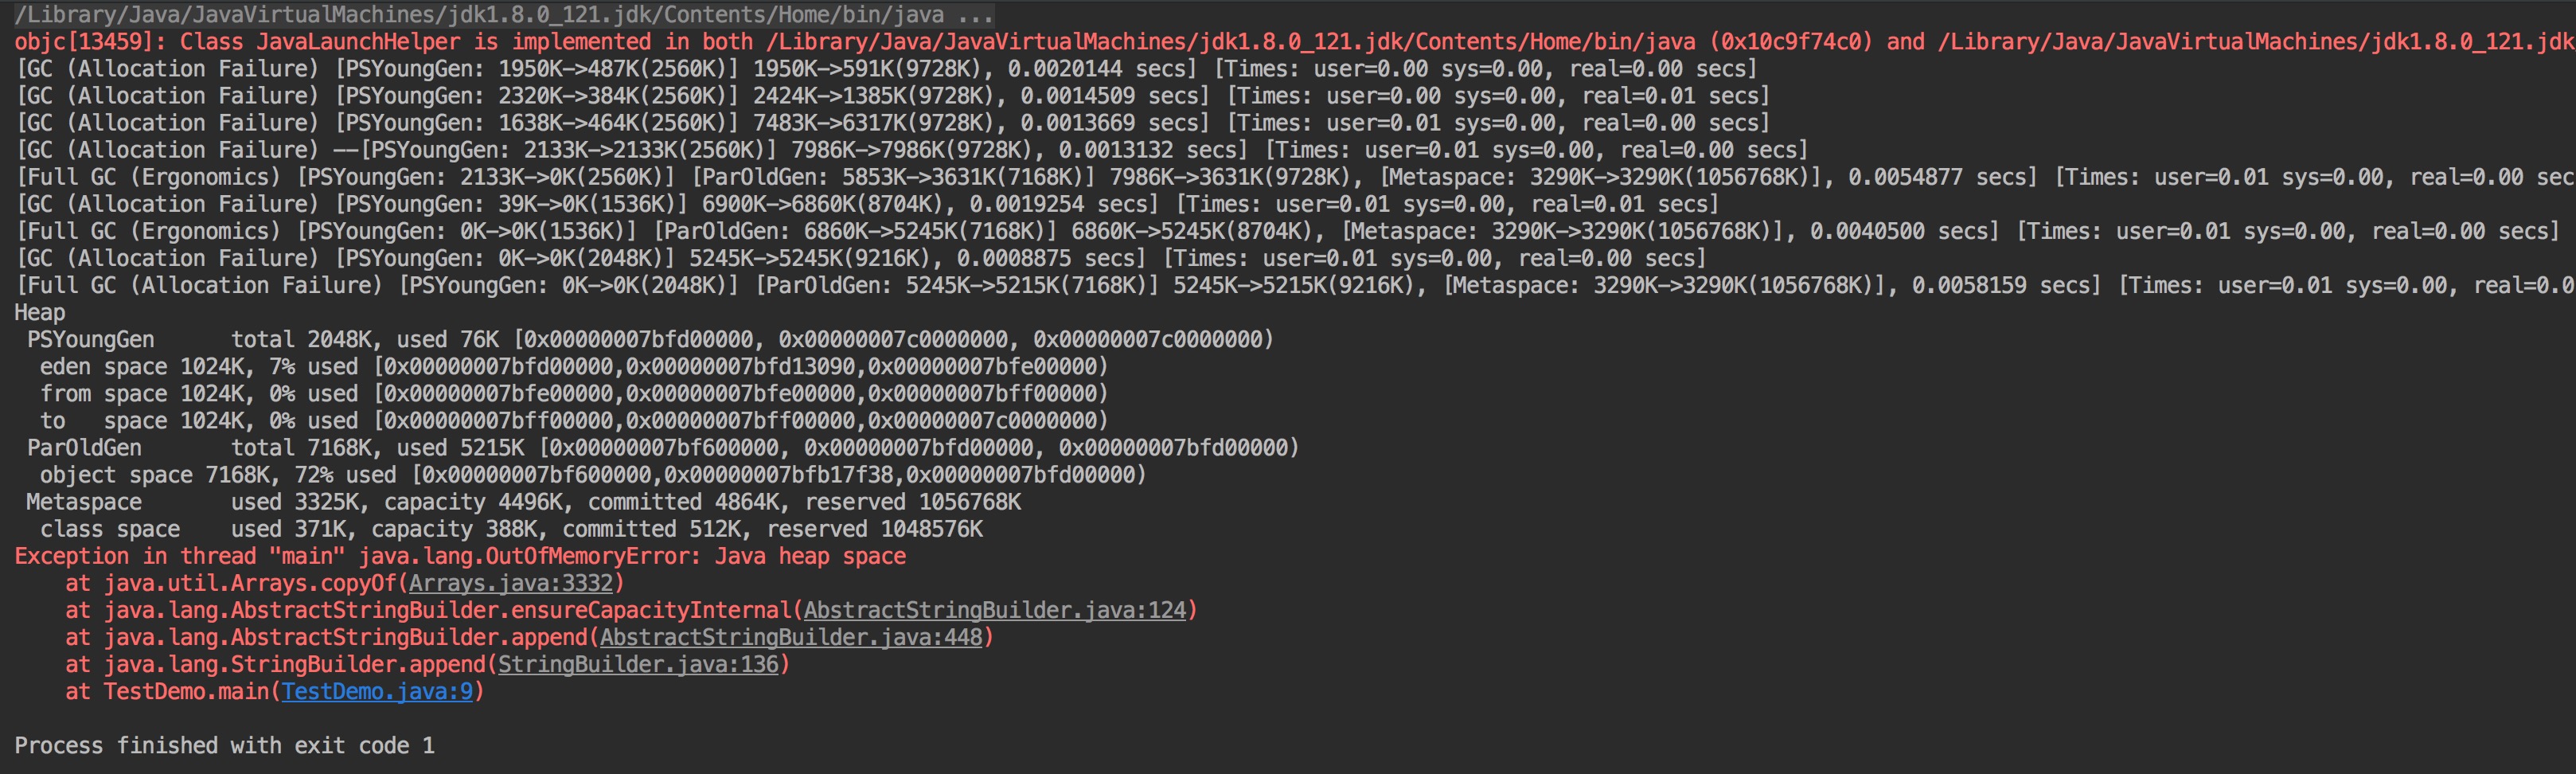 /Library/Java/JavaVirtualMachines/jdk1.8.0_121.jdk/Contents/Home/bin/java ...
objc[13459]: Class JavaLaunchHelper is implemented in both /Library/Java/JavaVirtualMachines/jdk1.8.0_121.jdk/Contents/Home/bin/java (0x10c9f74c0) and /Library/Java/JavaVirtualMachines/jdk1.8.0_121.jdk
[GC (Allocation Failure) [PSYoungGen: 1950K->487K(2560K)] 1950K->591K(9728K), 0.0020144 secs] [Times: user=0.00 sys=0.00, real=0.00 secs]
[GC (Allocation Failure) [PSYoungGen: 2320K->384K(2560K)] 2424K->1385K(9728K), 0.0014509 secs] [Times: user=0.00 sys=0.00, real=0.01 secs]
[GC (Allocation Failure) [PSYoungGen: 1638K->464K(2560K)] 7483K->6317K(9728K), 0.0013669 secs] [Times: user=0.01 sys=0.00, real=0.00 secs]
[GC (Allocation Failure) --[PSYoungGen: 2133K->2133K(2560K)] 7986K->7986K(9728K), 0.0013132 secs] [Times: user=0.01 sys=0.00, real=0.00 secs]
[Full GC (Ergonomics) [PSYoungGen: 2133K->0K(2560K)] [ParOldGen: 5853K->3631K(7168K)] 7986K->3631K(9728K), [Metaspace: 3290K->3290K(1056768K)], 0.0054877 secs] [Times: user=0.01 sys=0.00, real=0.00 sec
[GC (Allocation Failure) [PSYoungGen: 39K->0K(1536K)] 6900K->6860K(8704K), 0.0019254 secs] [Times: user=0.01 sys=0.00, real=0.01 secs]
[Full GC (Ergonomics) [PSYoungGen: 0K->0K(1536K)] [ParOldGen: 6860K->5245K(7168K)] 6860K->5245K(8704K), [Metaspace: 3290K->3290K(1056768K)], 0.0040500 secs] [Times: user=0.01 sys=0.00, real=0.00 secs]
[GC (Allocation Failure) [PSYoungGen: 0K->0K(2048K)] 5245K->5245K(9216K), 0.0008875 secs] [Times: user=0.01 sys=0.00, real=0.00 secs]
[Full GC (Allocation Failure) [PSYoungGen: 0K->0K(2048K)] [ParOldGen: 5245K->5215K(7168K)] 5245K->5215K(9216K), [Metaspace: 3290K->3290K(1056768K)], 0.0058159 secs] [Times: user=0.01 sys=0.00, real=0.0
Heap
 PSYoungGen      total 2048K, used 76K [0x00000007bfd00000, 0x00000007c0000000, 0x00000007c0000000)
  eden space 1024K, 7% used [0x00000007bfd00000,0x00000007bfd13090,0x00000007bfe00000)
  from space 1024K, 0% used [0x00000007bfe00000,0x00000007bfe00000,0x00000007bff00000)
  to   space 1024K, 0% used [0x00000007bff00000,0x00000007bff00000,0x00000007c0000000)
 ParOldGen       total 7168K, used 5215K [0x00000007bf600000, 0x00000007bfd00000, 0x00000007bfd00000)
  object space 7168K, 72% used [0x00000007bf600000,0x00000007bfb17f38,0x00000007bfd00000)
 Metaspace       used 3325K, capacity 4496K, committed 4864K, reserved 1056768K
  class space    used 371K, capacity 388K, committed 512K, reserved 1048576K
Exception in thread "main" java.lang.OutOfMemoryError: Java heap space
    at java.util.Arrays.copyOf(Arrays.java:3332)
    at java.lang.AbstractStringBuilder.ensureCapacityInternal(AbstractStringBuilder.java:124)
    at java.lang.AbstractStringBuilder.append(AbstractStringBuilder.java:448)
    at java.lang.StringBuilder.append(StringBuilder.java:136)
    at TestDemo.main(TestDemo.java:9)
Process finished with exit code 1